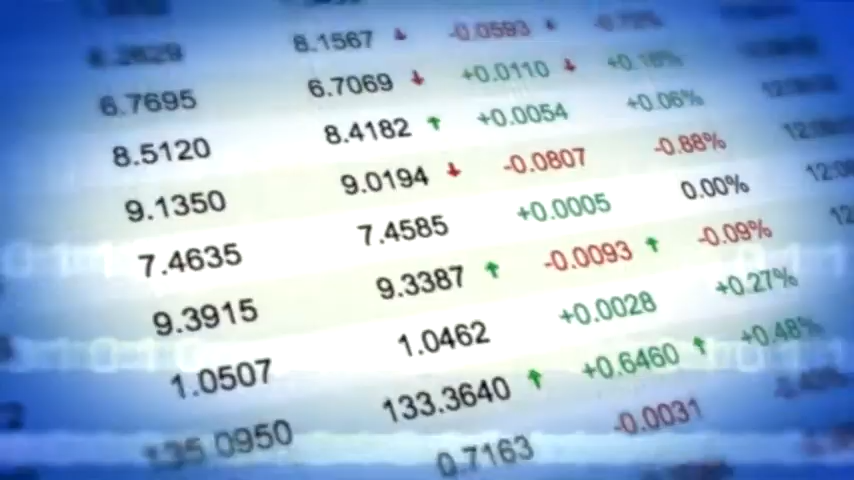 8.1567 -0.0593
6.7695 6.7069 +0.0110 +0.16%
8.5120 8.4182 +0.0054 +0.06%
9.1350 9.0194 -0.0807 -0.88%
7.4635 7.4585 +0.0005 0.00%
9.3915 9.3387 -0.0093 -0.09%
1.0507 1.0462 +0.0028 +0.27%
135.0950 133.3640 +0.6460 +0.48%
0.7163 -0.0031